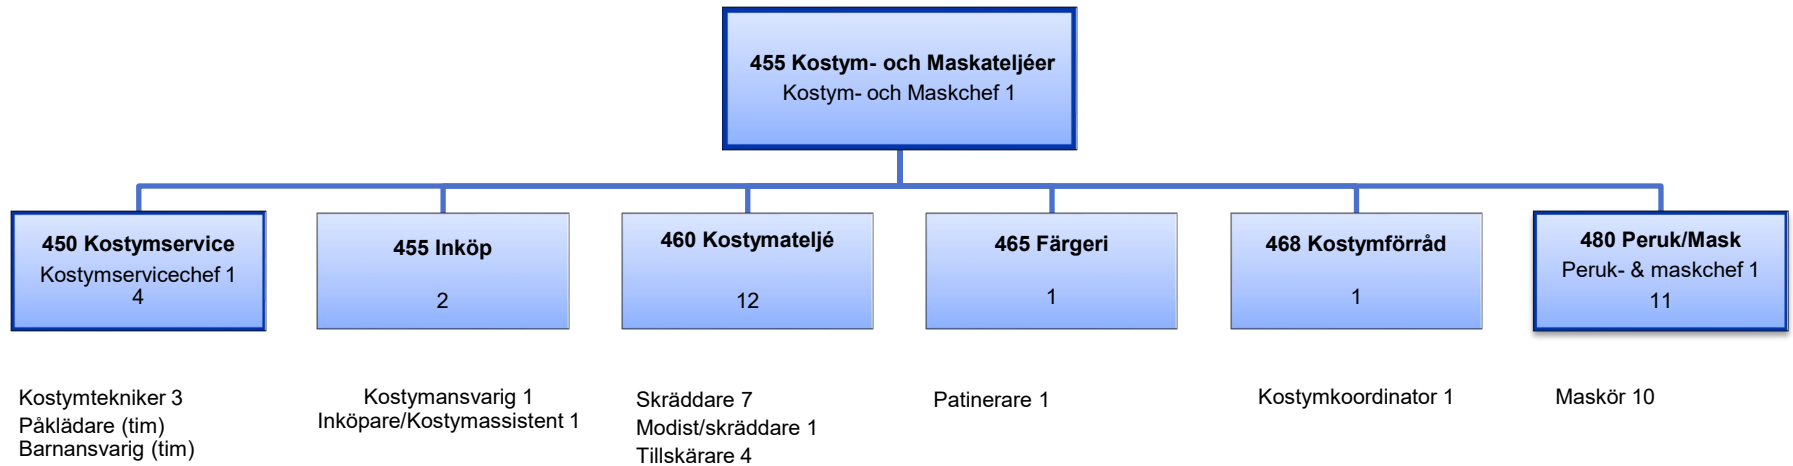 455 Kostym- och Maskateljéer
Kostym- och Maskchef 1
450 Kostymservice
Kostymservicechef 1
4
455 Inköp
2
460 Kostymateljé
12
465 Färgeri
1
468 Kostymförråd
1
480 Peruk/Mask
Peruk- & maskchef 1
11
Kostymtekniker 3
Påklädare (tim)
Barnansvarig (tim)
Kostymansvarig 1
Inköpare/Kostymassistent 1
Skräddare 7
Modist/skräddare 1
Tillskärare 4
Patinerare 1
Kostymkoordinator 1
Maskör 10